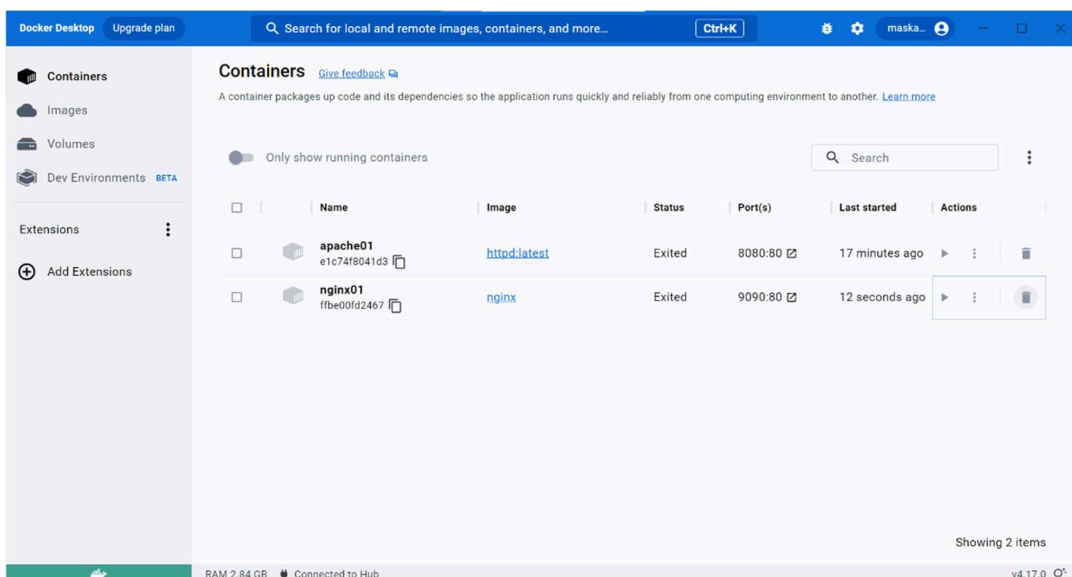 Docker Desktop Upgrade plan Search for local and remote images, containers, and more... Ctrl+K maska...
Containers
Images
Volumes
Dev Environments BETA
Extensions
Add Extensions
Containers Give feedback
A container packages up code and its dependencies so the application runs quickly and reliably from one computing environment to another. Learn more
Only show running containers Search
Name Image Status Port(s) Last started Actions
apache01
e1c74f8041d3 httpd:latest Exited 8080:80 17 minutes ago
nginx01
ffbe00fd2467 nginx Exited 9090:80 12 seconds ago
Showing 2 items
RAM 2.84 GB Connected to Hub v4.17.0